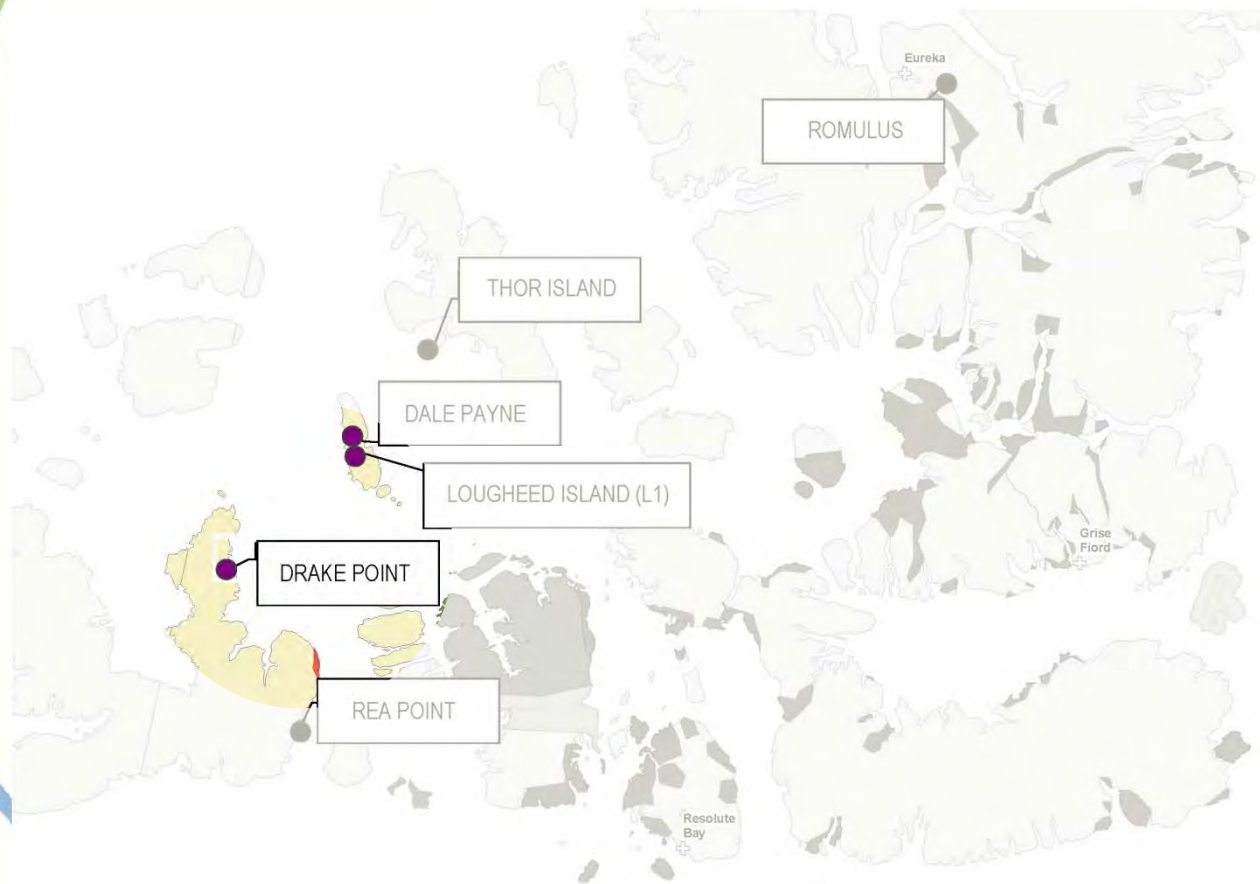 Eureka
ROMULUS
THOR ISLAND
DALE PAYNE
LOUGHEED ISLAND (L1)
Grise
Fiord
DRAKE POINT
REA POINT
Resolute
Bay